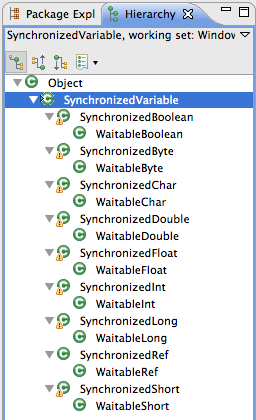 Package Expl Hierarchy
SynchronizedVariable, working set: Window
Object
SynchronizedVariable
SynchronizedBoolean
WaitableBoolean
SynchronizedByte
WaitableByte
SynchronizedChar
WaitableChar
SynchronizedDouble
WaitableDouble
SynchronizedFloat
WaitableFloat
SynchronizedInt
WaitableInt
SynchronizedLong
WaitableLong
SynchronizedRef
WaitableRef
SynchronizedShort
WaitableShort